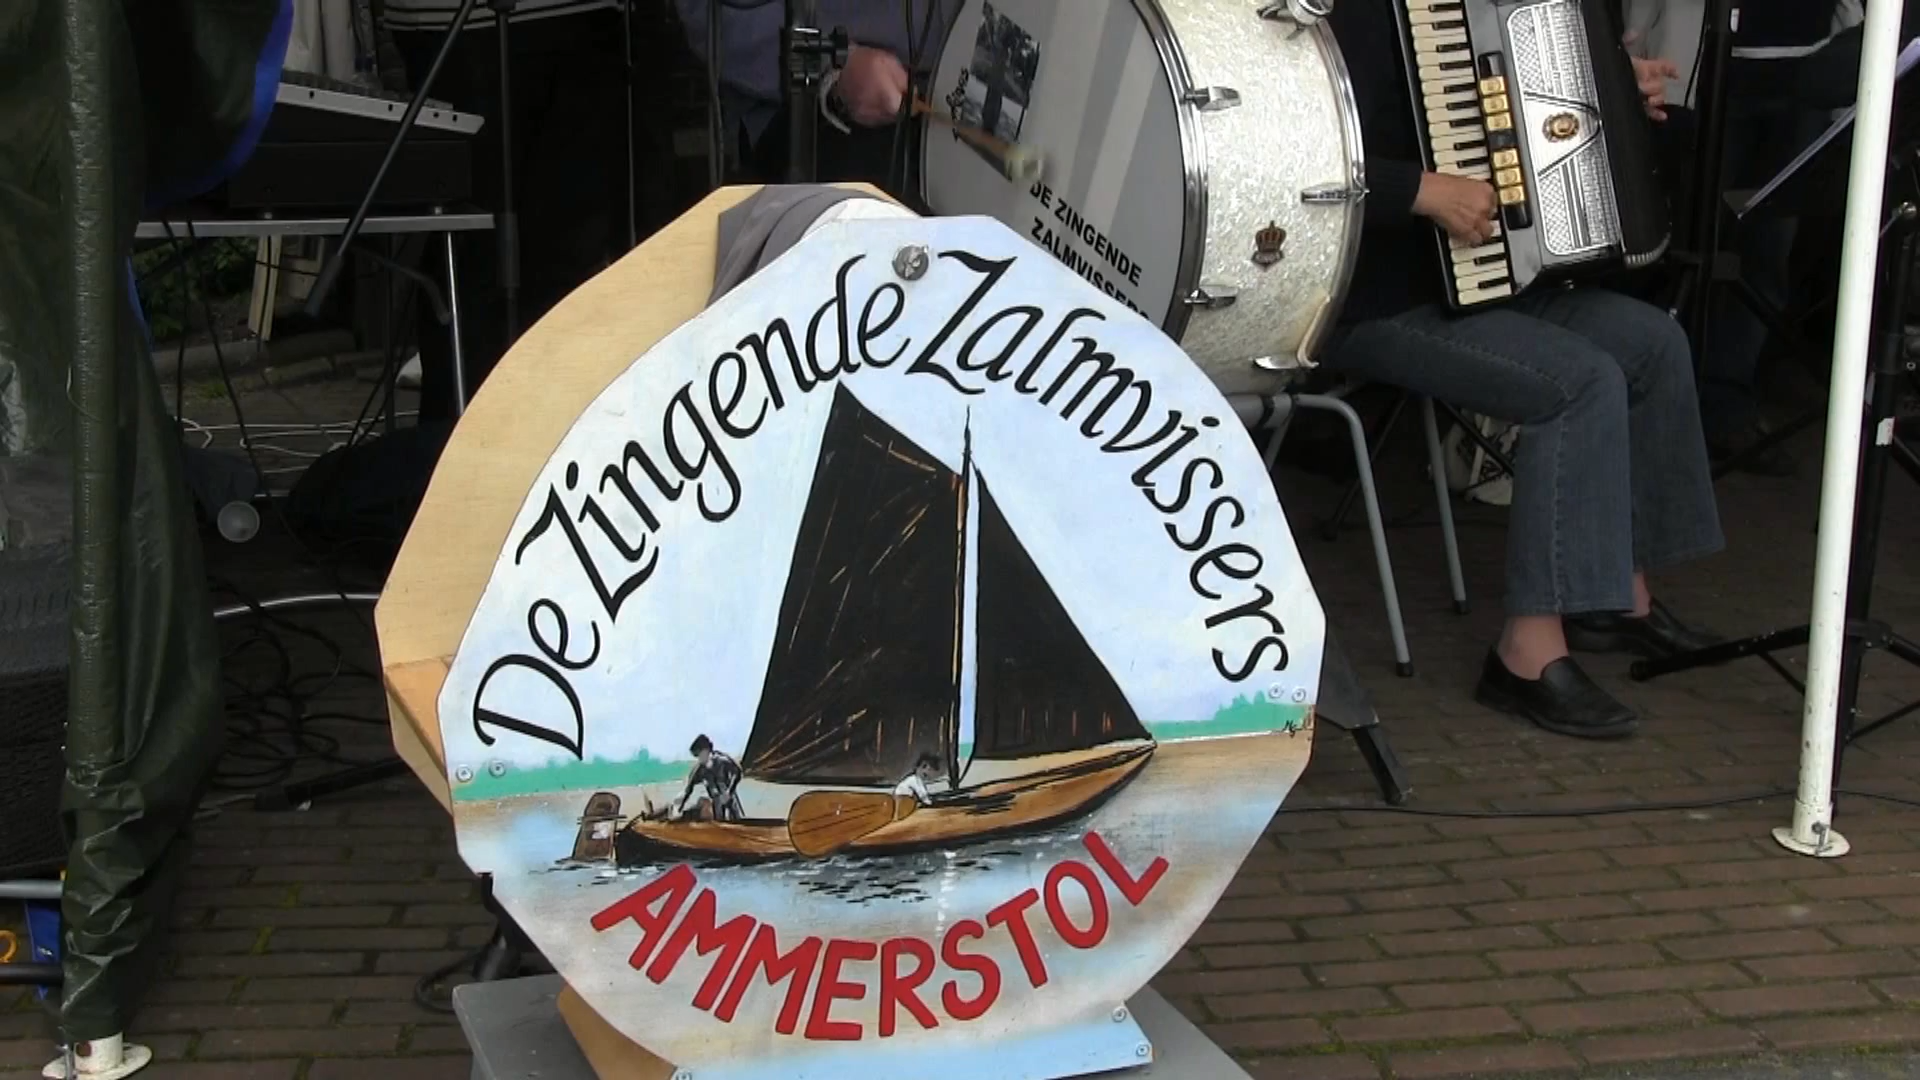 DE ZINGENDE
ZALMVISSERS
De Zingende Zalmvissers
AMMERSTOL